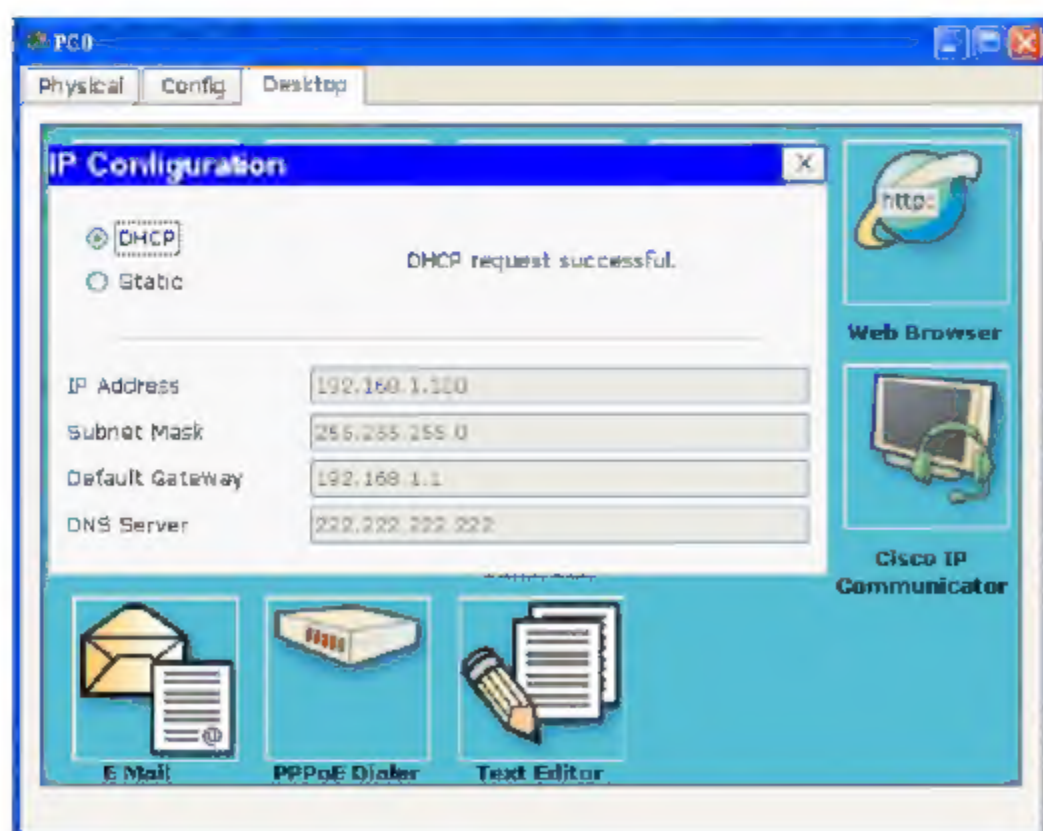 PC0
Physical Config Desktop
IP Configuration
http:
DHCP
DHCP request successful.
Static
Web Browser
IP Address 192.168.1.100
Subnet Mask 255.255.255.0
Default Gateway 192.168.1.1
DNS Server 222.222.222.222
Cisco IP
Communicator
E Mail PPPoE Dialer Text Editor